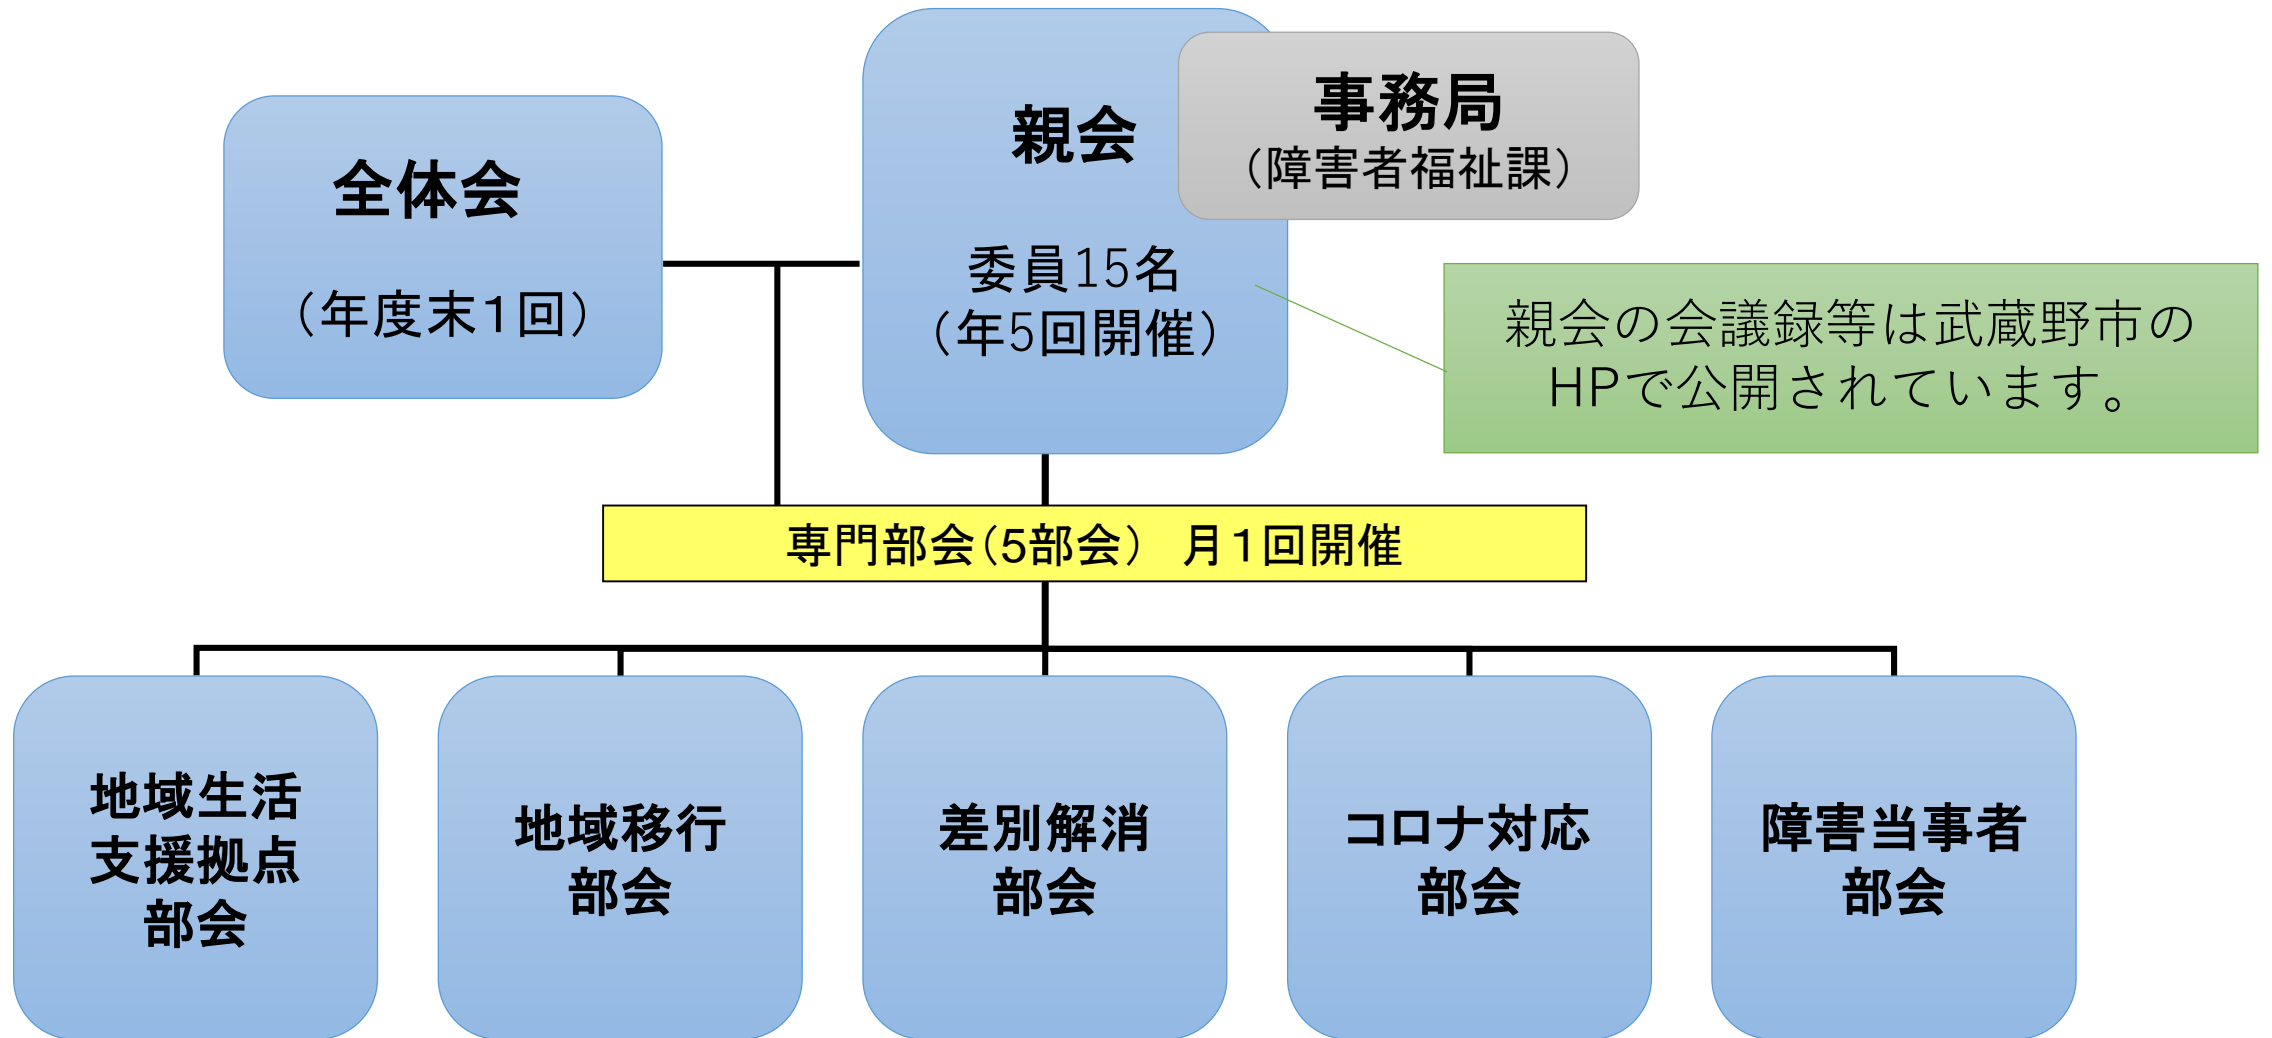 全体会
（年度末１回）
親会
委員15名
（年5回開催）
事務局
（障害者福祉課）
親会の会議録等は武蔵野市の
HPで公開されています。
専門部会（5部会）　月１回開催
地域生活
支援拠点
部会
地域移行
部会
差別解消
部会
コロナ対応
部会
障害当事者
部会